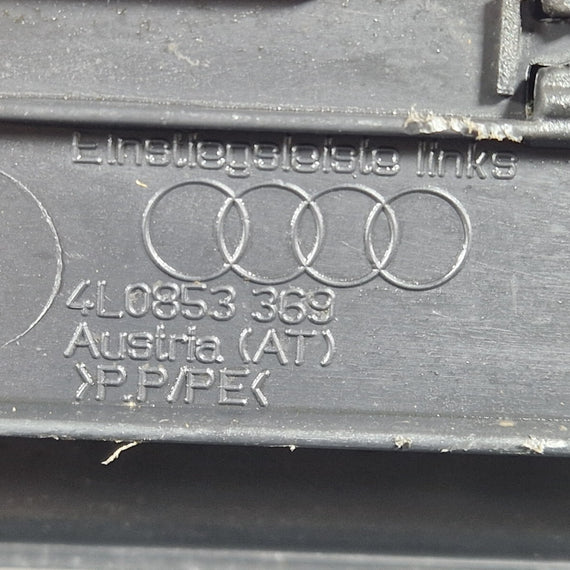 Einstiegsleiste links
4L0853 369
Austria (AT)
>P.P/PE<